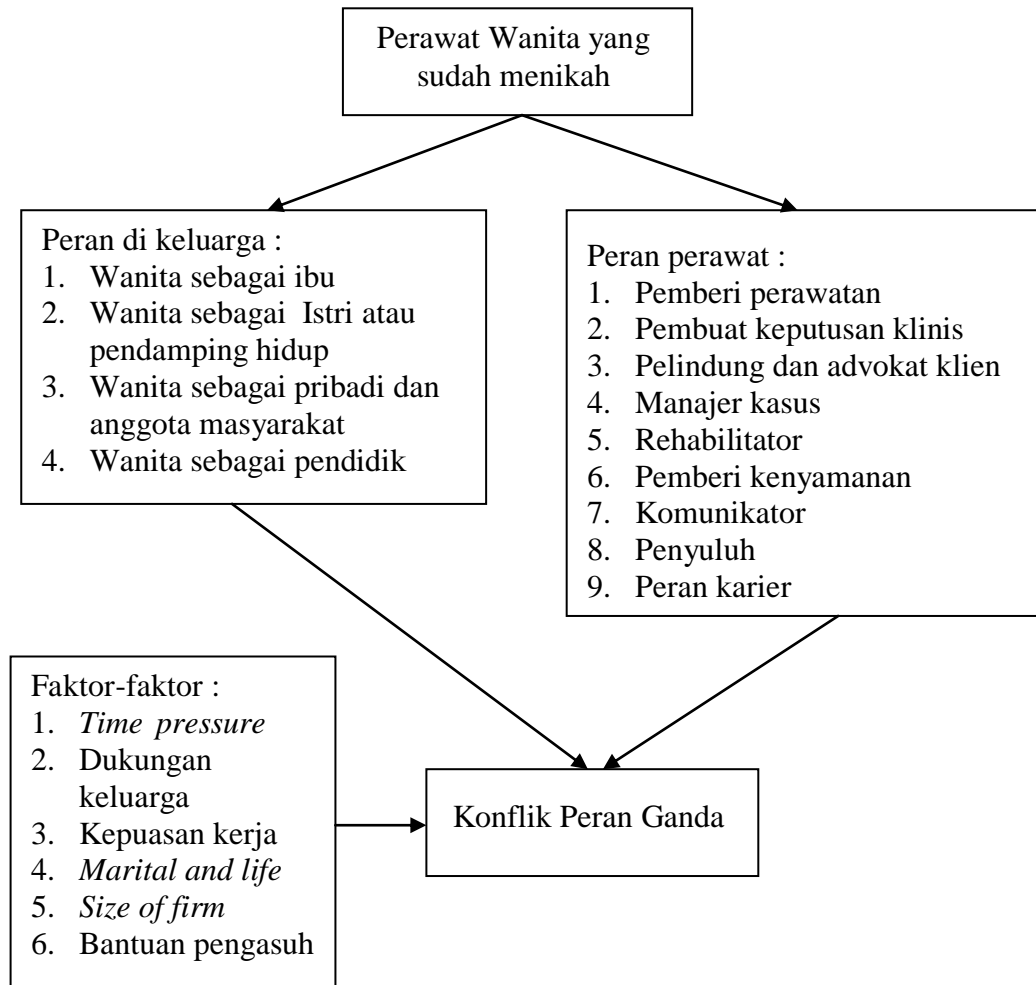 Perawat Wanita yang
sudah menikah
Peran di keluarga :
1. Wanita sebagai ibu
2. Wanita sebagai Istri atau
pendamping hidup
3. Wanita sebagai pribadi dan
anggota masyarakat
4. Wanita sebagai pendidik
Peran perawat :
1. Pemberi perawatan
2. Pembuat keputusan klinis
3. Pelindung dan advokat klien
4. Manajer kasus
5. Rehabilitator
6. Pemberi kenyamanan
7. Komunikator
8. Penyuluh
9. Peran karier
Faktor-faktor :
1. Time pressure
2. Dukungan
keluarga
3. Kepuasan kerja
4. Marital and life
5. Size of firm
6. Bantuan pengasuh
Konflik Peran Ganda